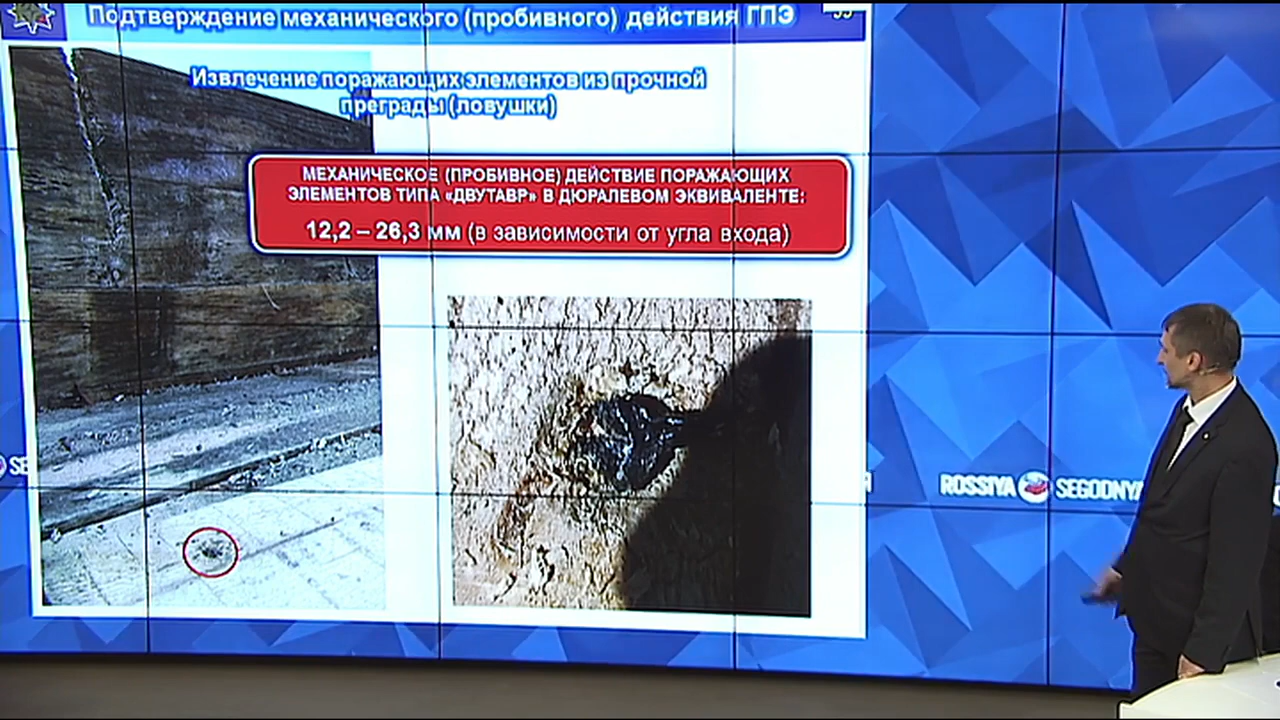 Подтверждение механического (пробивного) действия ГПЭ
Извлечение поражающих элементов из прочной
преграды (ловушки)
МЕХАНИЧЕСКОЕ (ПРОБИВНОЕ) ДЕЙСТВИЕ ПОРАЖАЮЩИХ
ЭЛЕМЕНТОВ ТИПА «ДВУТАВР» В ДЮРАЛЕВОМ ЭКВИВАЛЕНТЕ:
12,2 – 26,3 мм (в зависимости от угла входа)
ROSSIYA SEGODNYA